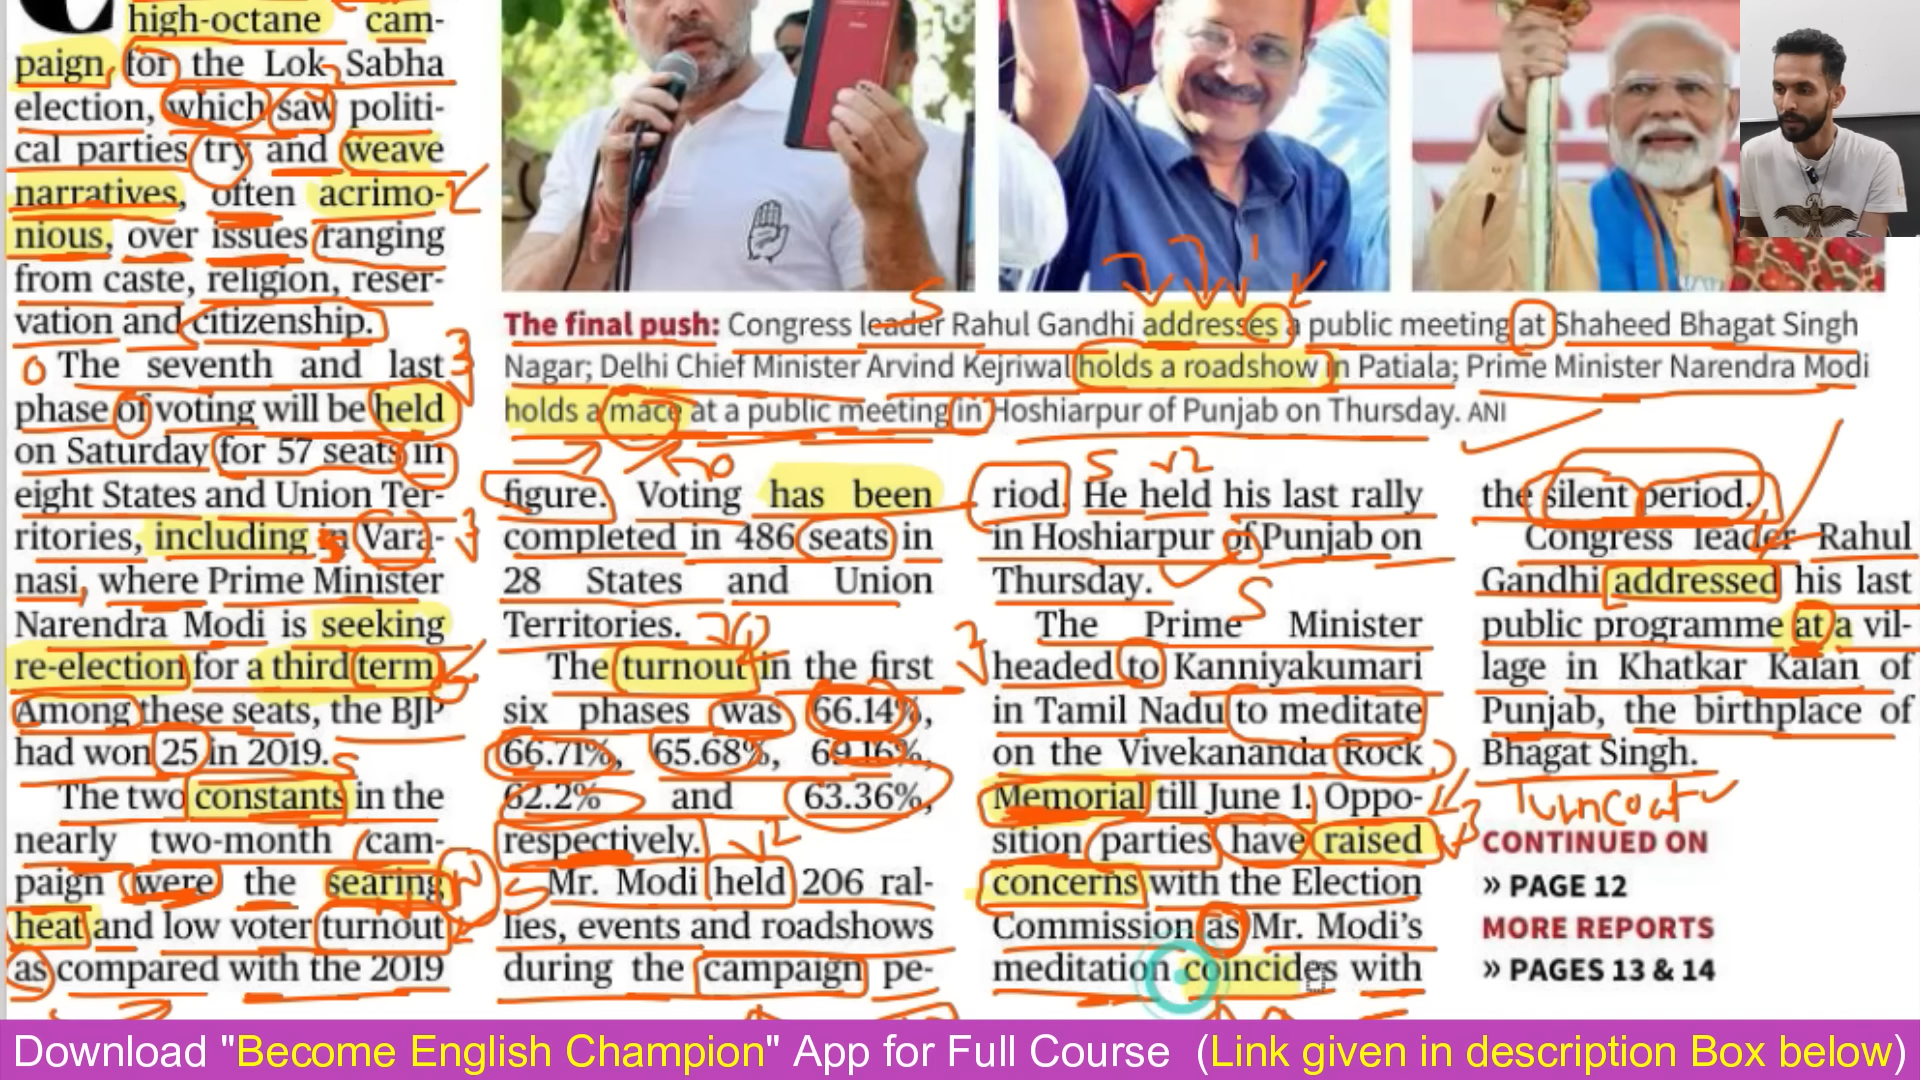 high-octane cam-
paign for the Lok Sabha
election, which saw politi-
cal parties try and weave
narratives, often acrimo-
nious, over issues ranging
from caste, religion, reser-
vation and citizenship.
The seventh and last
phase of voting will be held
on Saturday for 57 seats in
eight States and Union Ter-
ritories, including in Vara-
nasi, where Prime Minister
Narendra Modi is seeking
re-election for a third term.
Among these seats, the BJP
had won 25 in 2019.
The two constants in the
nearly two-month cam-
paign were the searing
heat and low voter turnout
as compared with the 2019
The final push: Congress leader Rahul Gandhi addresses a public meeting at Shaheed Bhagat Singh
Nagar; Delhi Chief Minister Arvind Kejriwal holds a roadshow in Patiala; Prime Minister Narendra Modi
holds a mace at a public meeting in Hoshiarpur of Punjab on Thursday. ANI
figure. Voting has been
completed in 486 seats in
28 States and Union
Territories.
The turnout in the first
six phases was 66.14%,
66.71%, 65.68%, 69.16%,
62.2% and 63.36%,
respectively.
Mr. Modi held 206 ral-
lies, events and roadshows
during the campaign pe-
riod. He held his last rally
in Hoshiarpur of Punjab on
Thursday.
The Prime Minister
headed to Kanniyakumari
in Tamil Nadu to meditate
on the Vivekananda Rock
Memorial till June 1. Oppo-
sition parties have raised
concerns with the Election
Commission as Mr. Modi's
meditation coincides with
the silent period.
Congress leader Rahul
Gandhi addressed his last
public programme at a vil-
lage in Khatkar Kalan of
Punjab, the birthplace of
Bhagat Singh.
Turncoat
CONTINUED ON
» PAGE 12
MORE REPORTS
» PAGES 13 & 14
Download "Become English Champion" App for Full Course (Link given in description Box below)